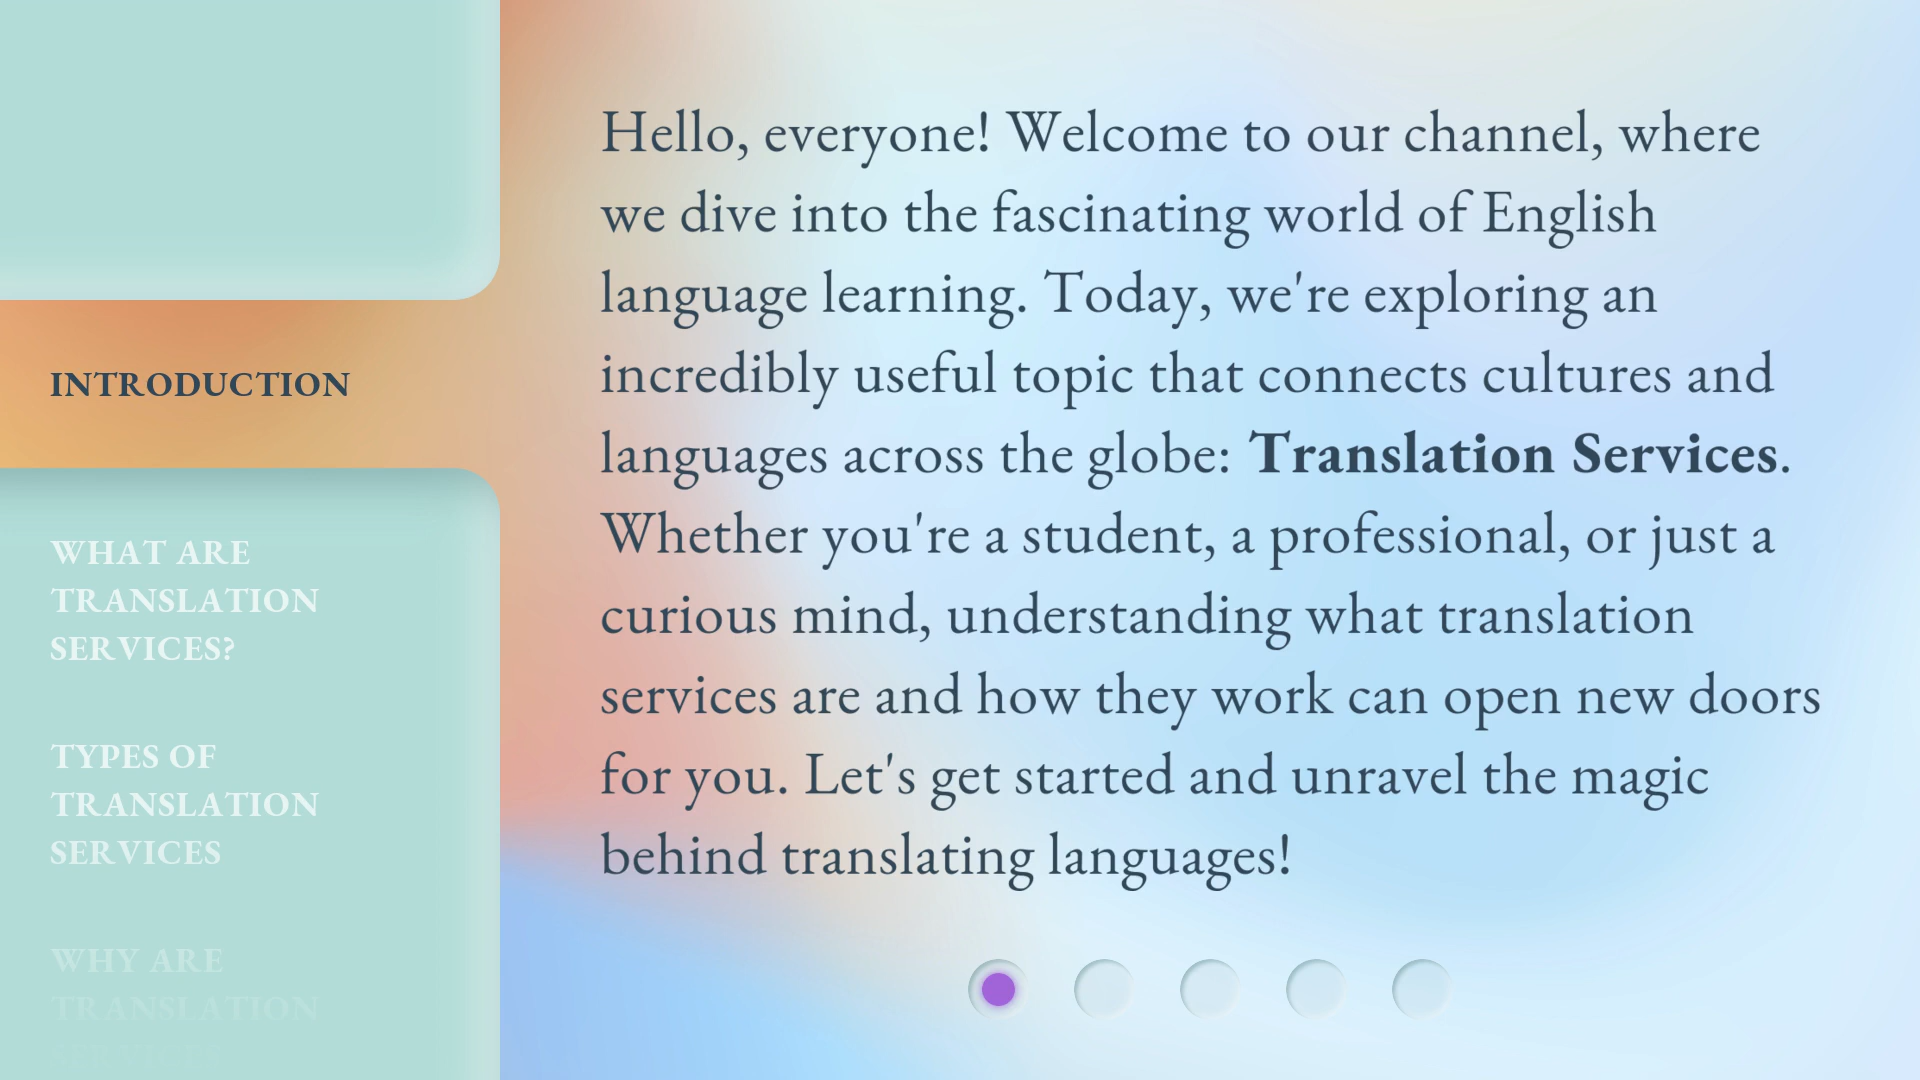 INTRODUCTION
WHAT ARE
TRANSLATION
SERVICES?
TYPES OF
TRANSLATION
SERVICES
WHY ARE
TRANSLATION
SERVICES
Hello, everyone! Welcome to our channel, where
we dive into the fascinating world of English
language learning. Today, we're exploring an
incredibly useful topic that connects cultures and
languages across the globe: Translation Services.
Whether you're a student, a professional, or just a
curious mind, understanding what translation
services are and how they work can open new doors
for you. Let's get started and unravel the magic
behind translating languages!